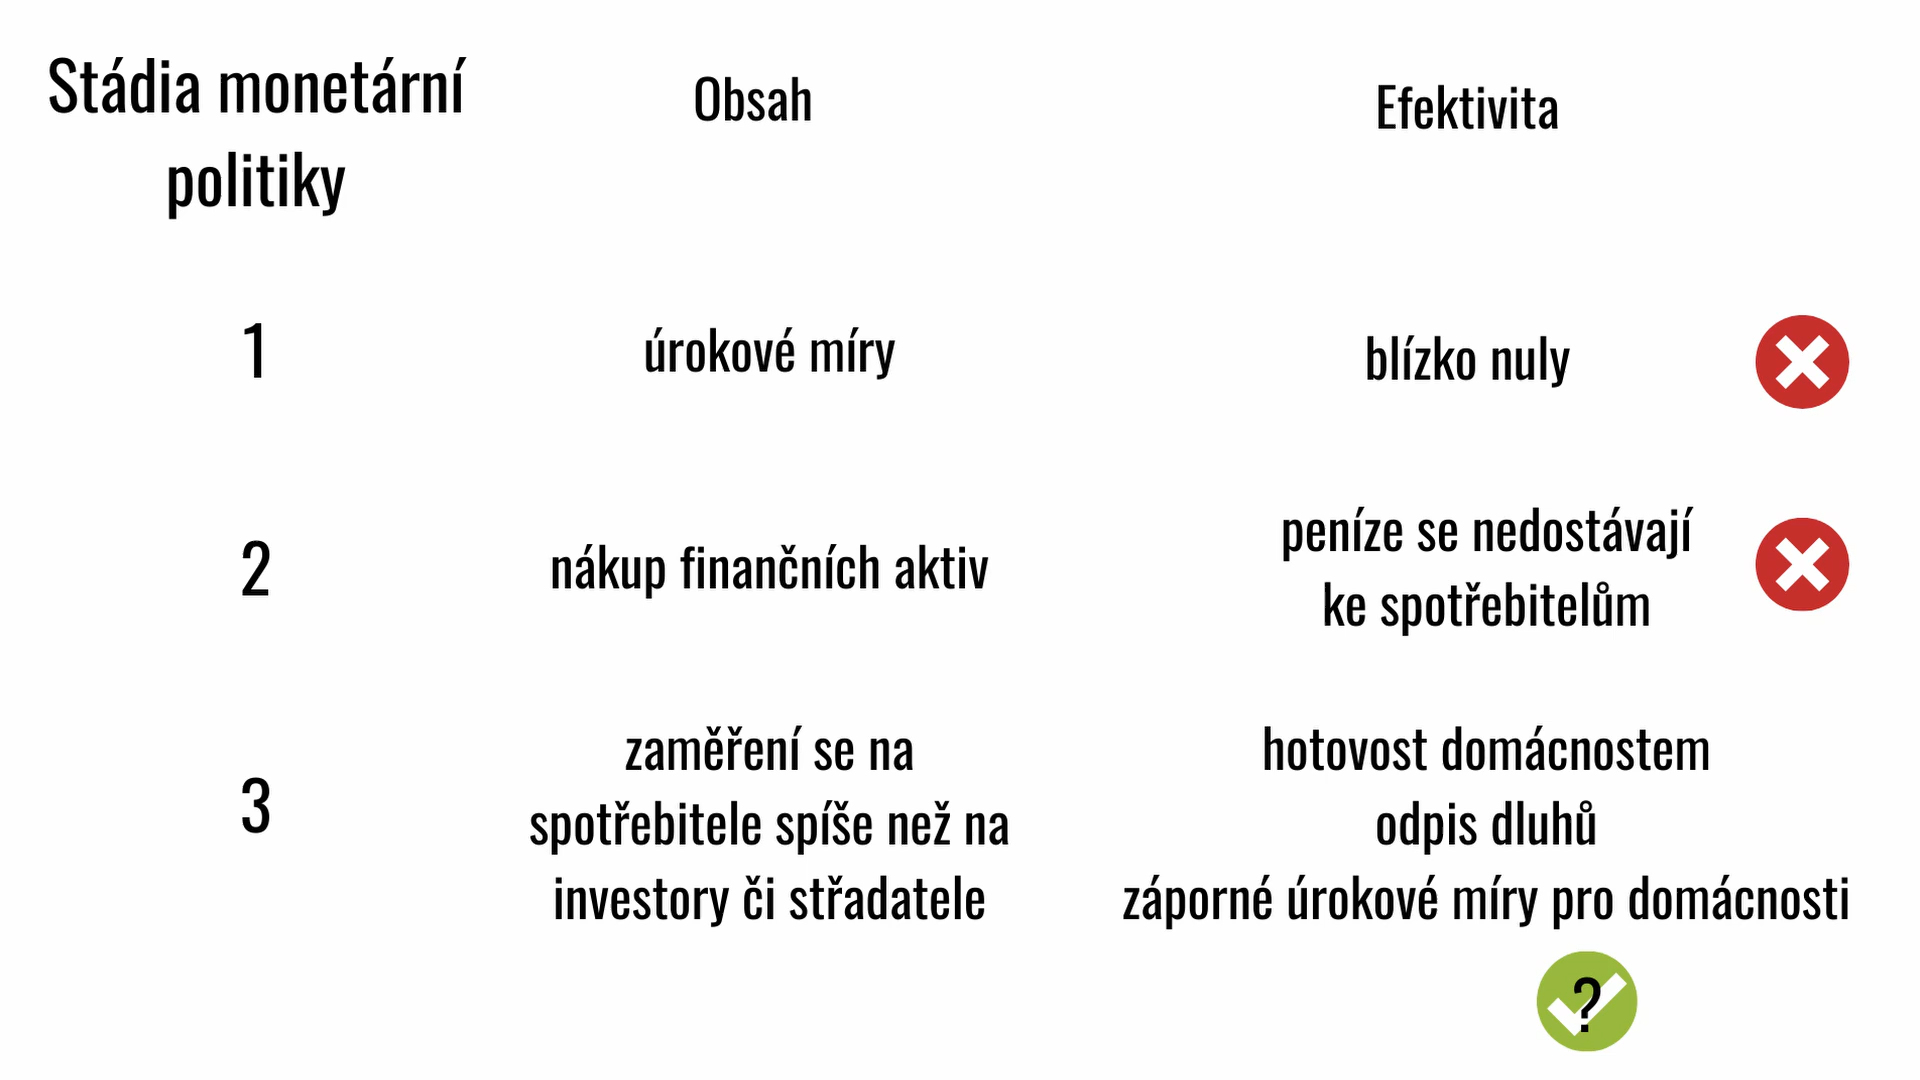 Stádia monetární
politiky
Obsah
Efektivita
1
úrokové míry
blízko nuly
2
nákup finančních aktiv
peníze se nedostávají
ke spotřebitelům
3
zaměření se na
spotřebitele spíše než na
investory či střadatele
hotovost domácnostem
odpis dluhů
záporné úrokové míry pro domácnosti
?